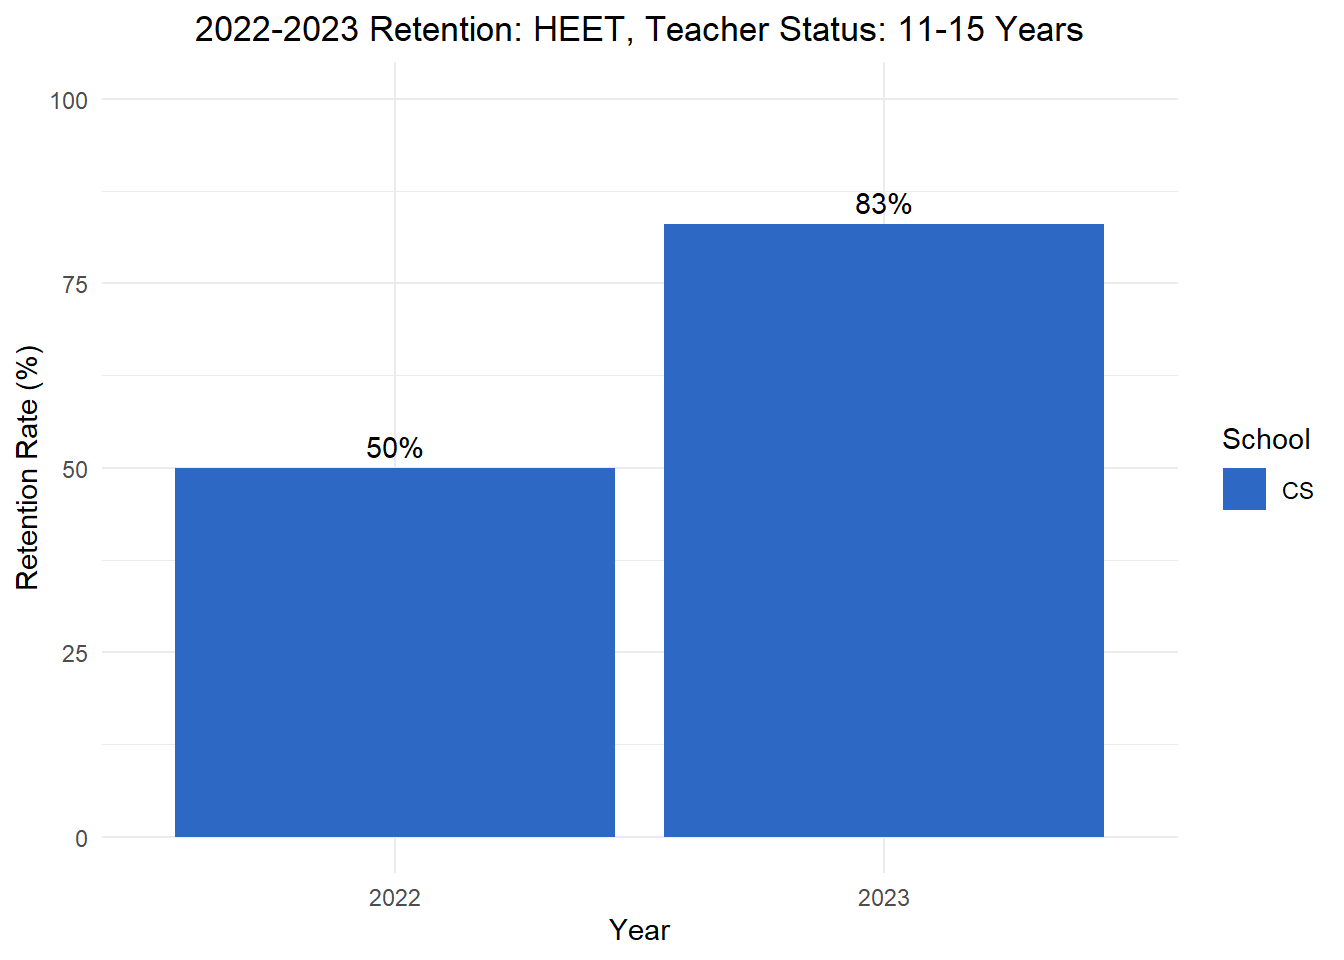 2022-2023 Retention: HEET, Teacher Status: 11-15 Years
100
75
50
25
0
Retention Rate (%)
50%
83%
2022
2023
Year
School
CS